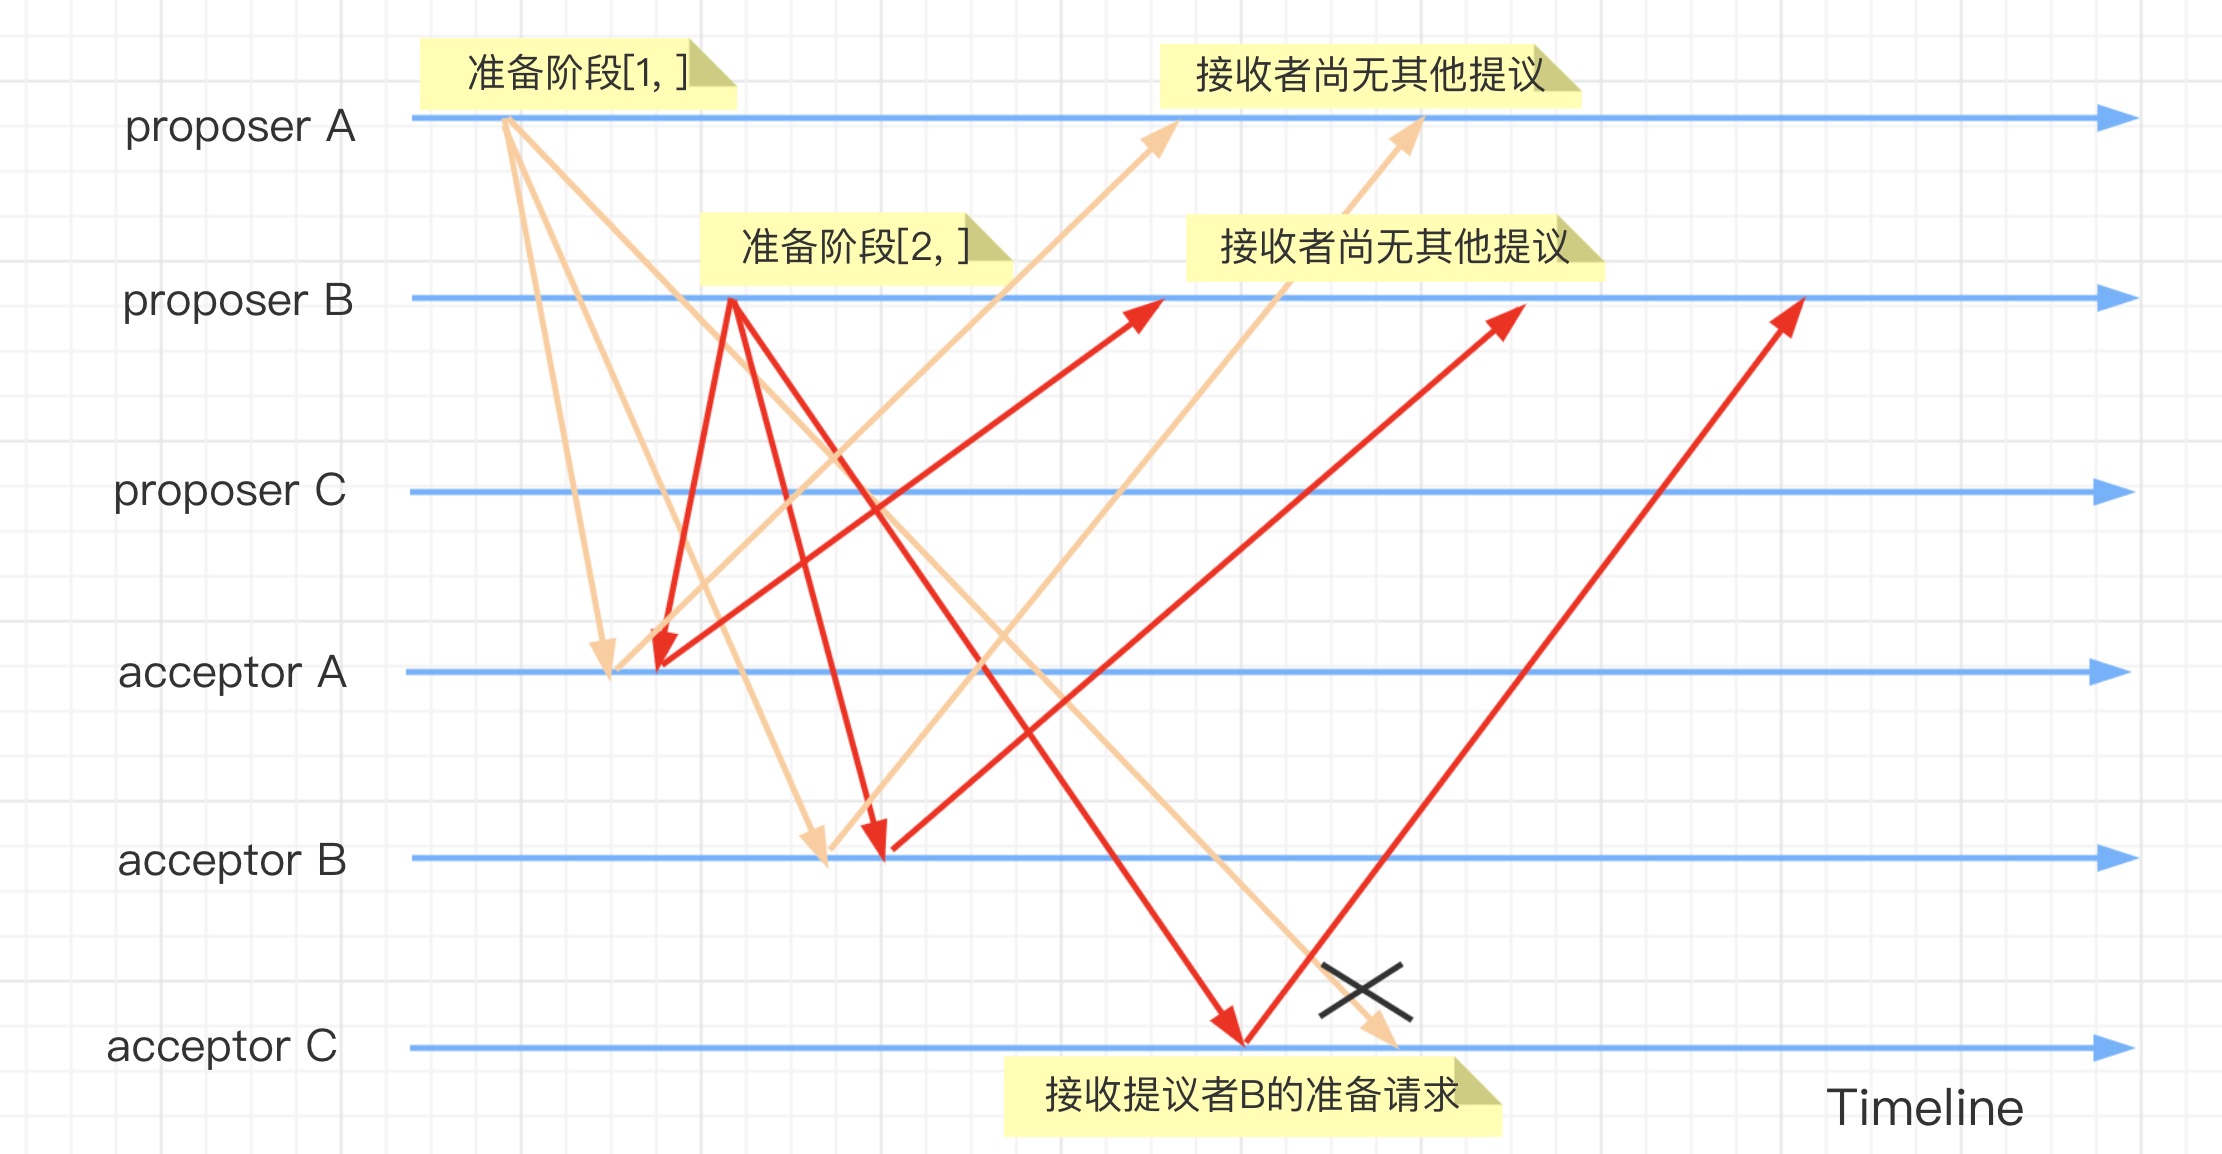 准备阶段[1, ]
接收者尚无其他提议
proposer A
准备阶段[2, ]
接收者尚无其他提议
proposer B
proposer C
acceptor A
acceptor B
acceptor C
接收提议者B的准备请求
Timeline